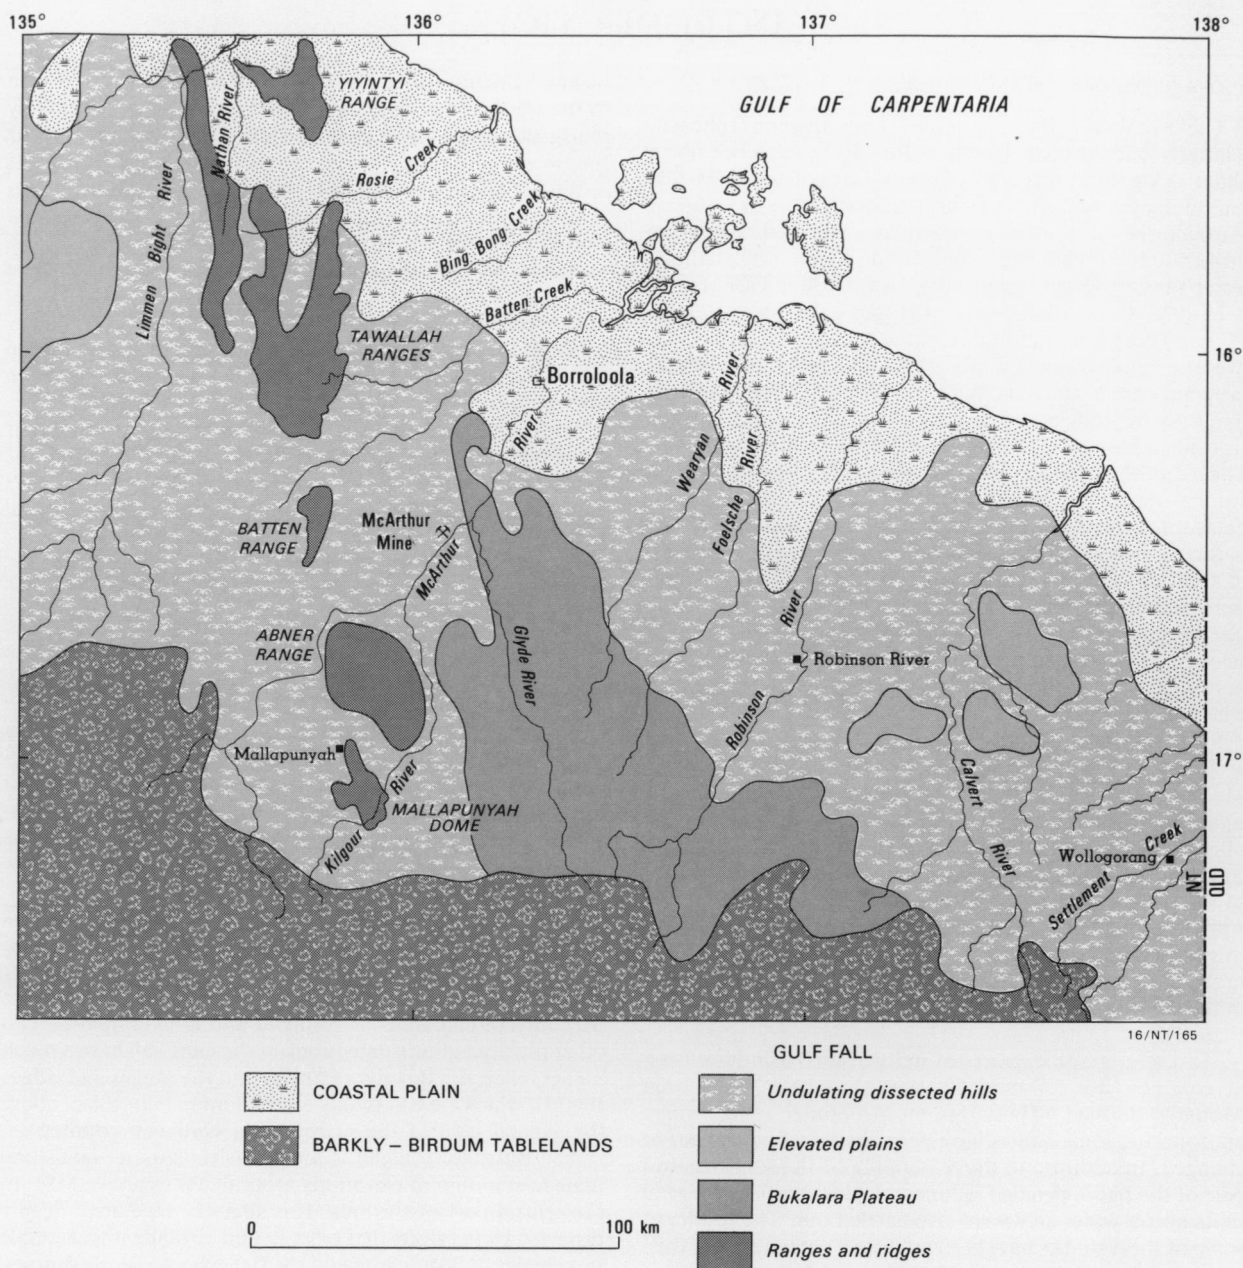 135°
136°
137°
138°
YIYINTYI
RANGE
GULF OF CARPENTARIA
Nathan River
Rosie Creek
Limmen Bight River
Bing Bong Creek
Batten Creek
TAWALLAH
RANGES
16°
Borroloola
River
River
Wearyan
River
Foelsche
BATTEN
RANGE
McArthur
Mine
McArthur
River
ABNER
RANGE
Glyde River
Robinson River
Robinson
Mallapunyah
17°
River
Calvert
MALLAPUNYAH
DOME
Kilgour
River
Creek
Wollogorang
Settlement
NT
QLD
16/NT/165
GULF FALL
COASTAL PLAIN
Undulating dissected hills
BARKLY – BIRDUM TABLELANDS
Elevated plains
Bukalara Plateau
0
100 km
Ranges and ridges